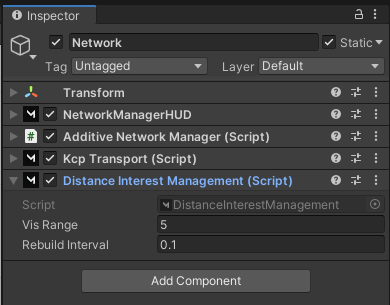 Inspector
Network
Static
Tag Untagged Layer Default
Transform
NetworkManagerHUD
# Additive Network Manager (Script)
Kcp Transport (Script)
Distance Interest Management (Script)
Script DistanceInterestManagement
Vis Range 5
Rebuild Interval 0.1
Add Component